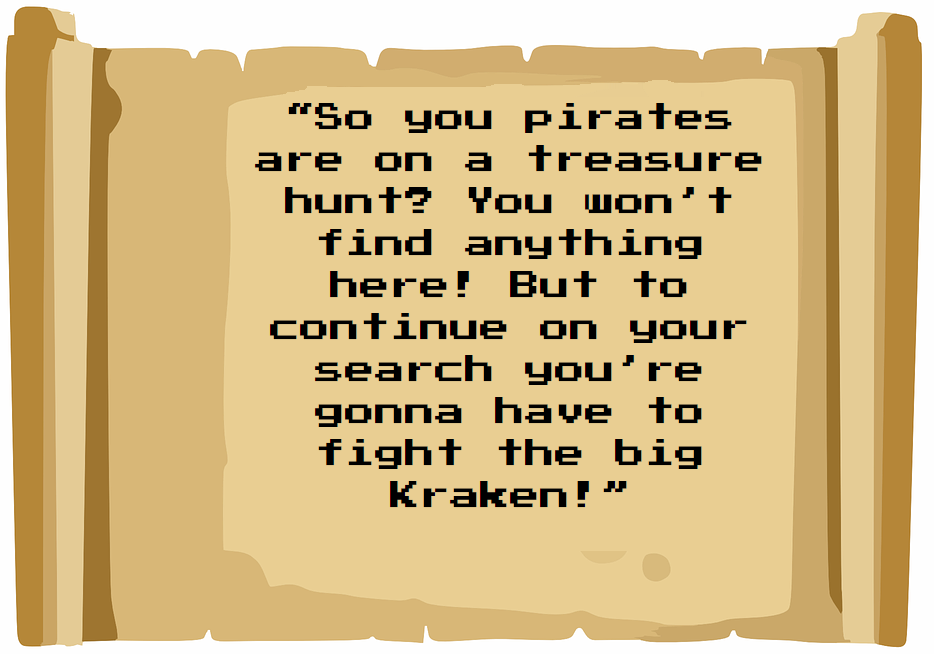 “So you pirates
are on a treasure
hunt? You won’t
find anything
here! But to
continue on your
search you’re
gonna have to
fight the big
Kraken!”